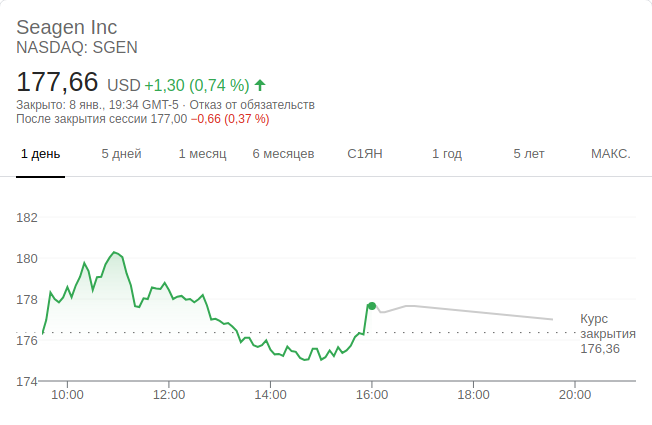 Seagen Inc
NASDAQ: SGEN
177,66 USD +1,30 (0,74 %)
Закрыто: 8 янв., 19:34 GMT-5 · Отказ от обязательств
После закрытия сессии 177,00 −0,66 (0,37 %)
1 день 5 дней 1 месяц 6 месяцев С1ЯН 1 год 5 лет МАКС.
182
180
178
Курс
закрытия
176,36
176
174
10:00 12:00 14:00 16:00 18:00 20:00